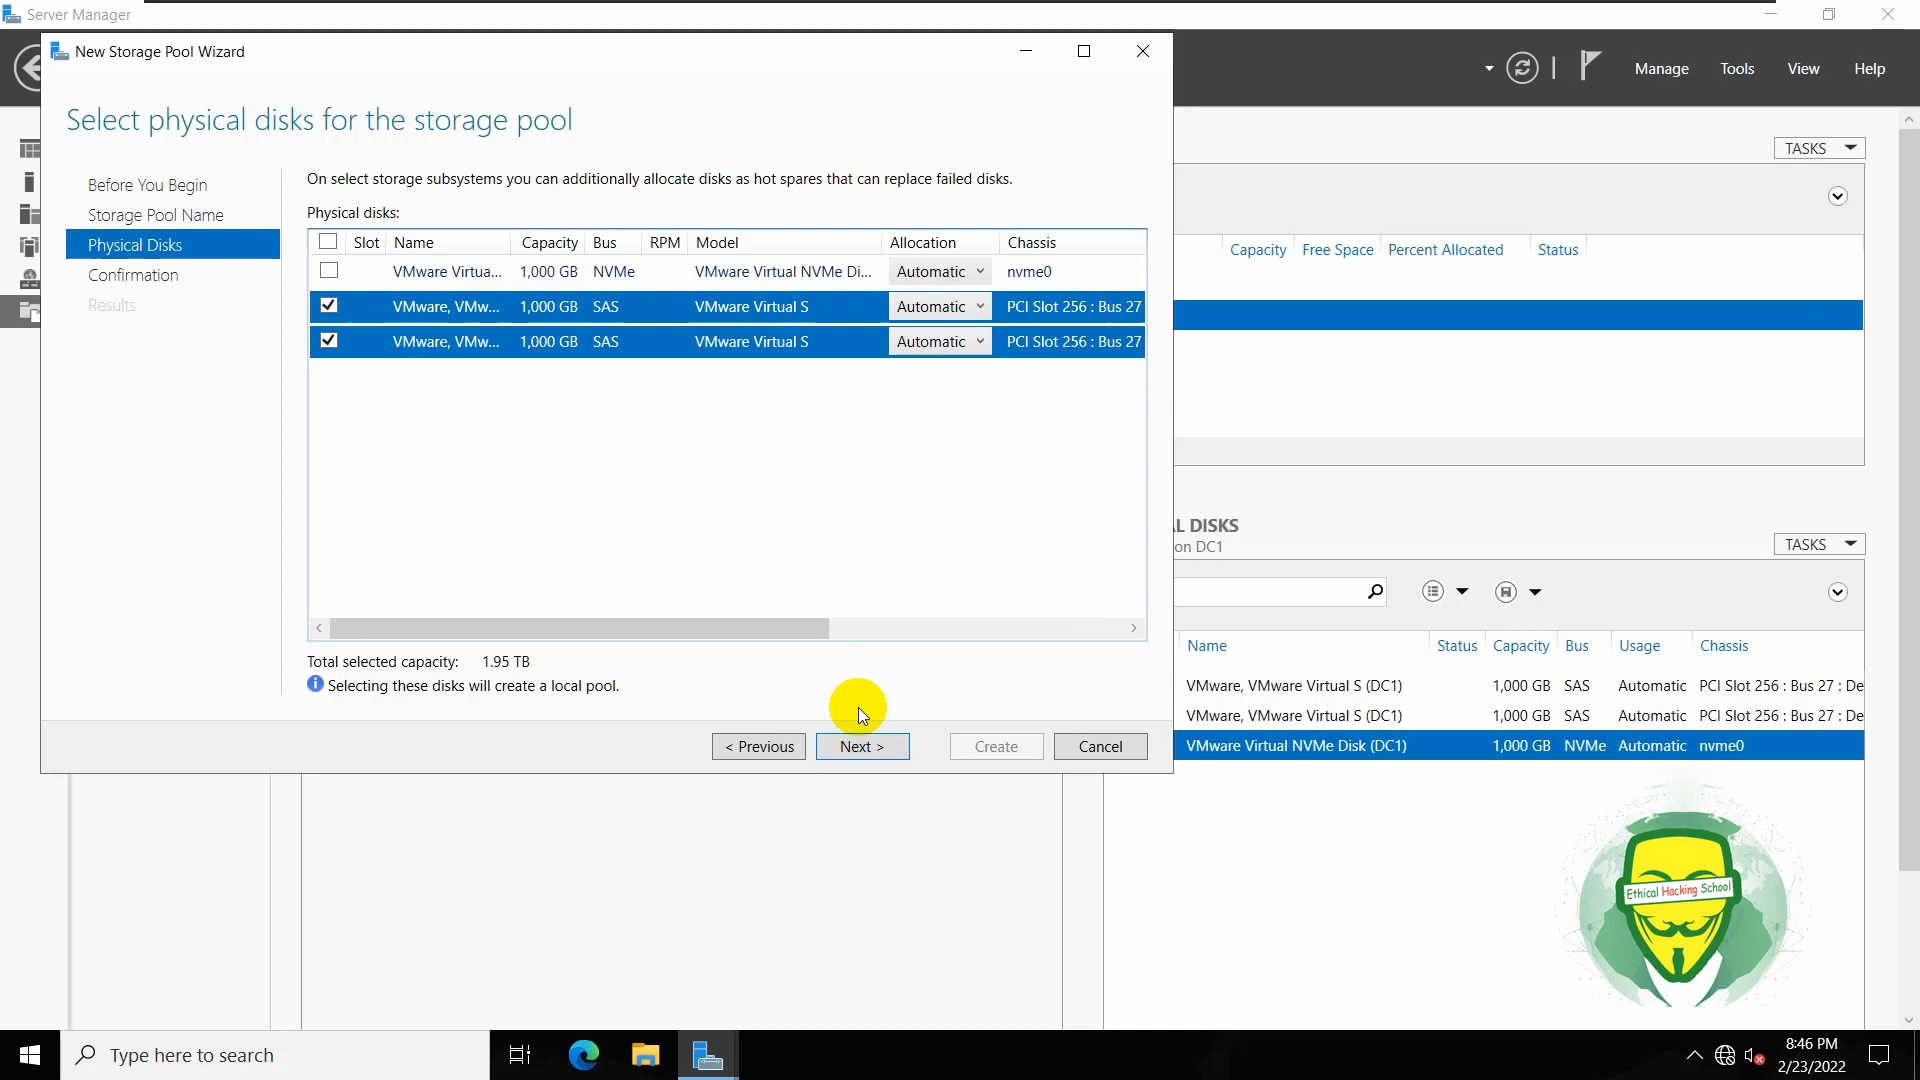 Server Manager
New Storage Pool Wizard
Manage Tools View Help
Select physical disks for the storage pool
Before You Begin
Storage Pool Name
Physical Disks
Confirmation
Results
On select storage subsystems you can additionally allocate disks as hot spares that can replace failed disks.
Physical disks:
Slot Name Capacity Bus RPM Model Allocation Chassis
VMware Virtua... 1,000 GB NVMe VMware Virtual NVMe Di... Automatic nvme0
VMware, VMw... 1,000 GB SAS VMware Virtual S Automatic PCI Slot 256 : Bus 27
VMware, VMw... 1,000 GB SAS VMware Virtual S Automatic PCI Slot 256 : Bus 27
Total selected capacity: 1.95 TB
Selecting these disks will create a local pool.
< Previous Next > Create Cancel
TASKS
Capacity Free Space Percent Allocated Status
L DISKS
on DC1
TASKS
Name Status Capacity Bus Usage Chassis
VMware, VMware Virtual S (DC1) 1,000 GB SAS Automatic PCI Slot 256 : Bus 27 : De
VMware, VMware Virtual S (DC1) 1,000 GB SAS Automatic PCI Slot 256 : Bus 27 : De
VMware Virtual NVMe Disk (DC1) 1,000 GB NVMe Automatic nvme0
Ethical Hacking School
Type here to search
8:46 PM
2/23/2022